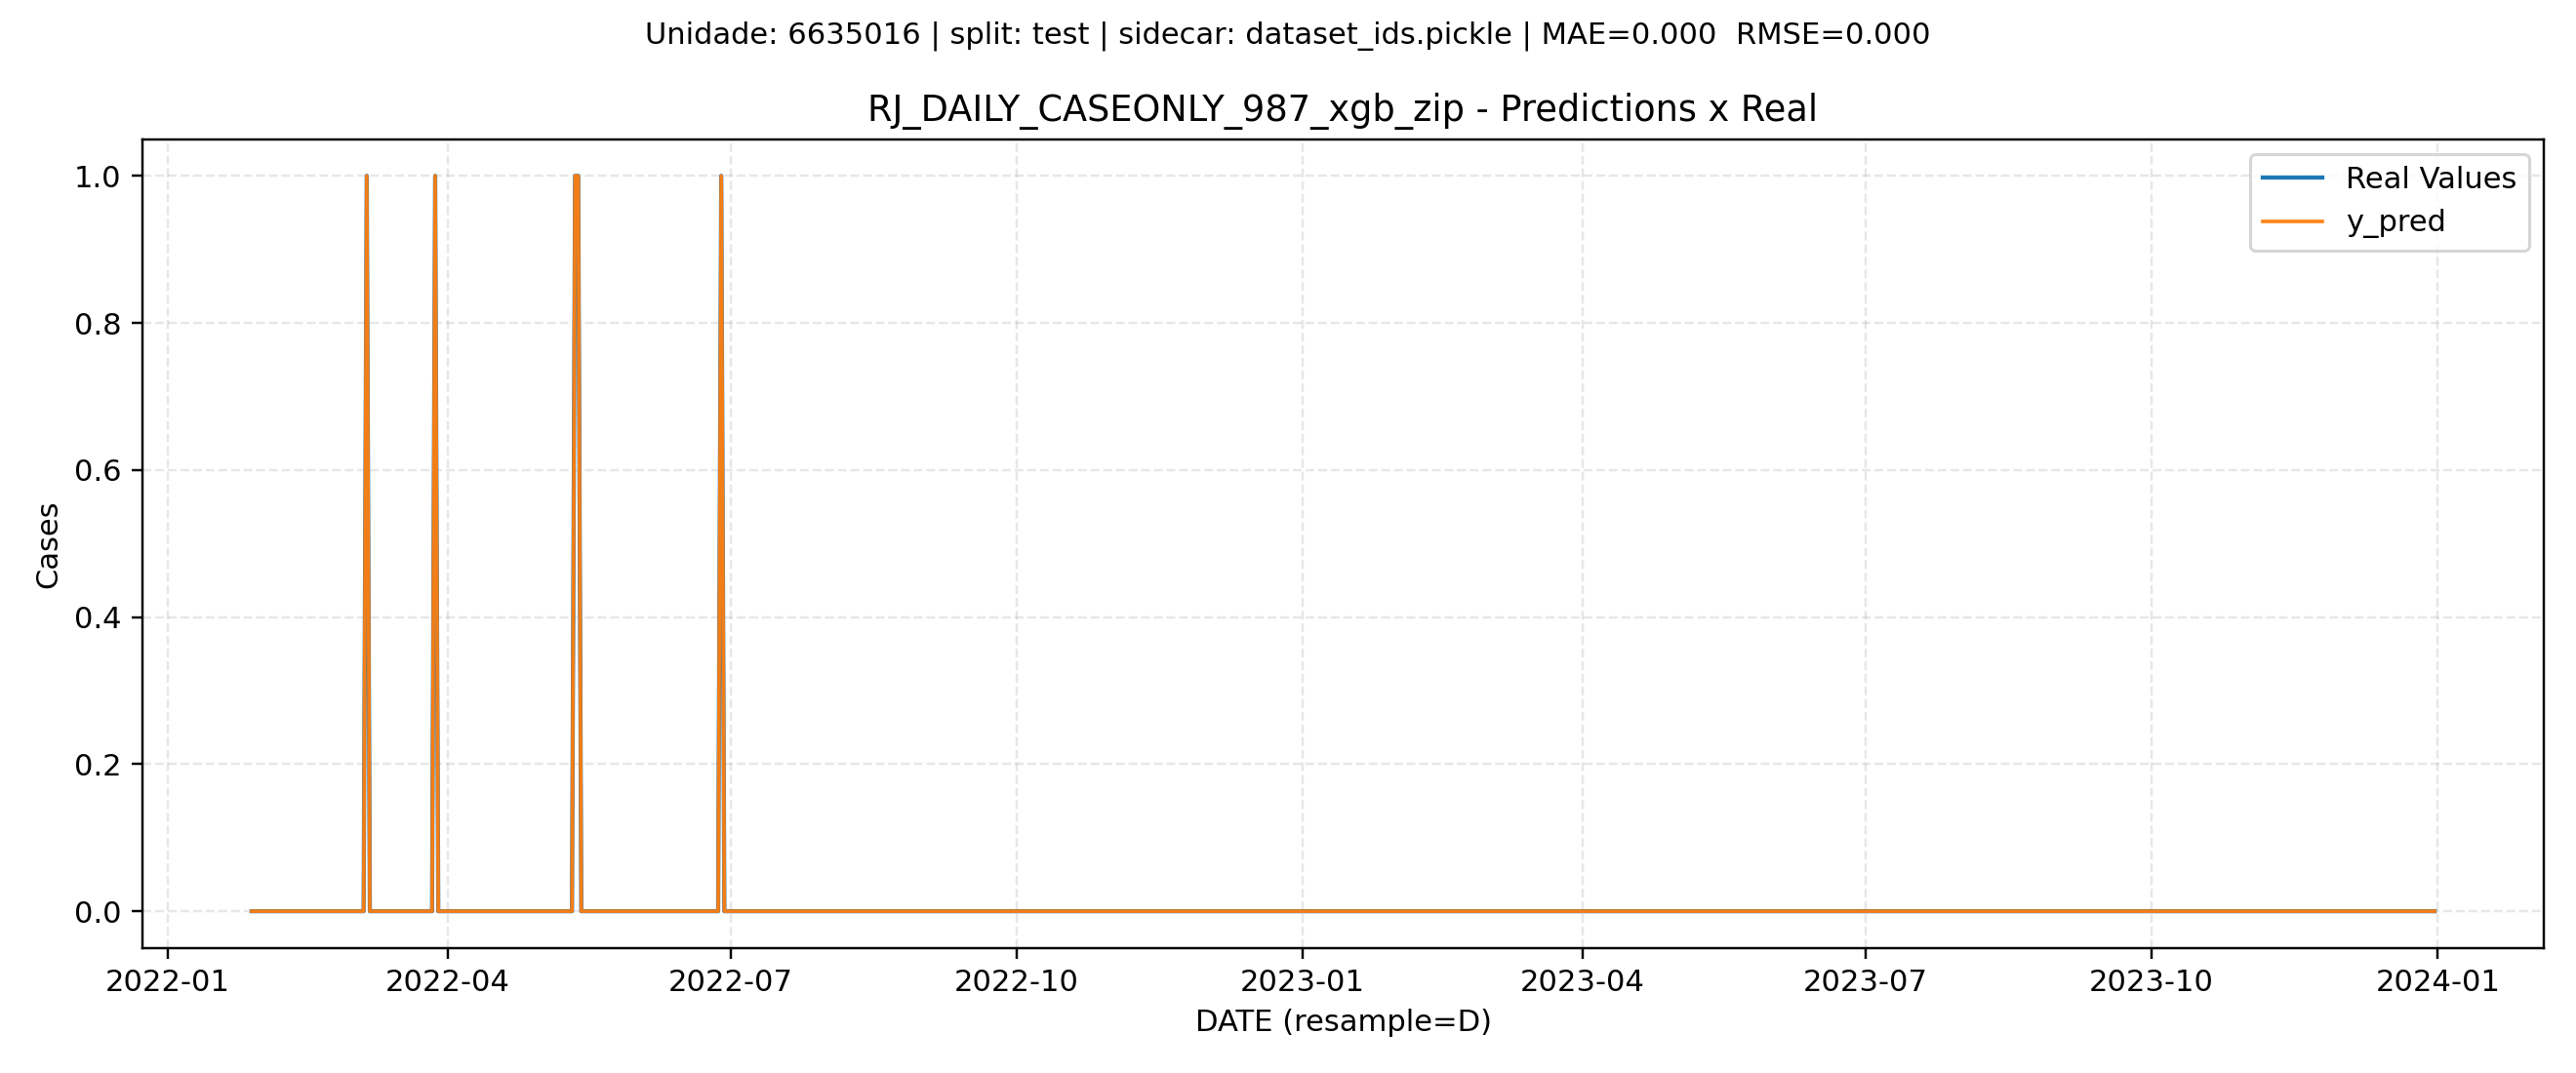 Unidade: 6635016 | split: test | sidecar: dataset_ids.pickle | MAE=0.000  RMSE=0.000
RJ_DAILY_CASEONLY_987_xgb_zip - Predictions x Real
Real Values
y_pred
1.0
0.8
0.6
0.4
0.2
0.0
Cases
2022-01
2022-04
2022-07
2022-10
2023-01
2023-04
2023-07
2023-10
2024-01
DATE (resample=D)